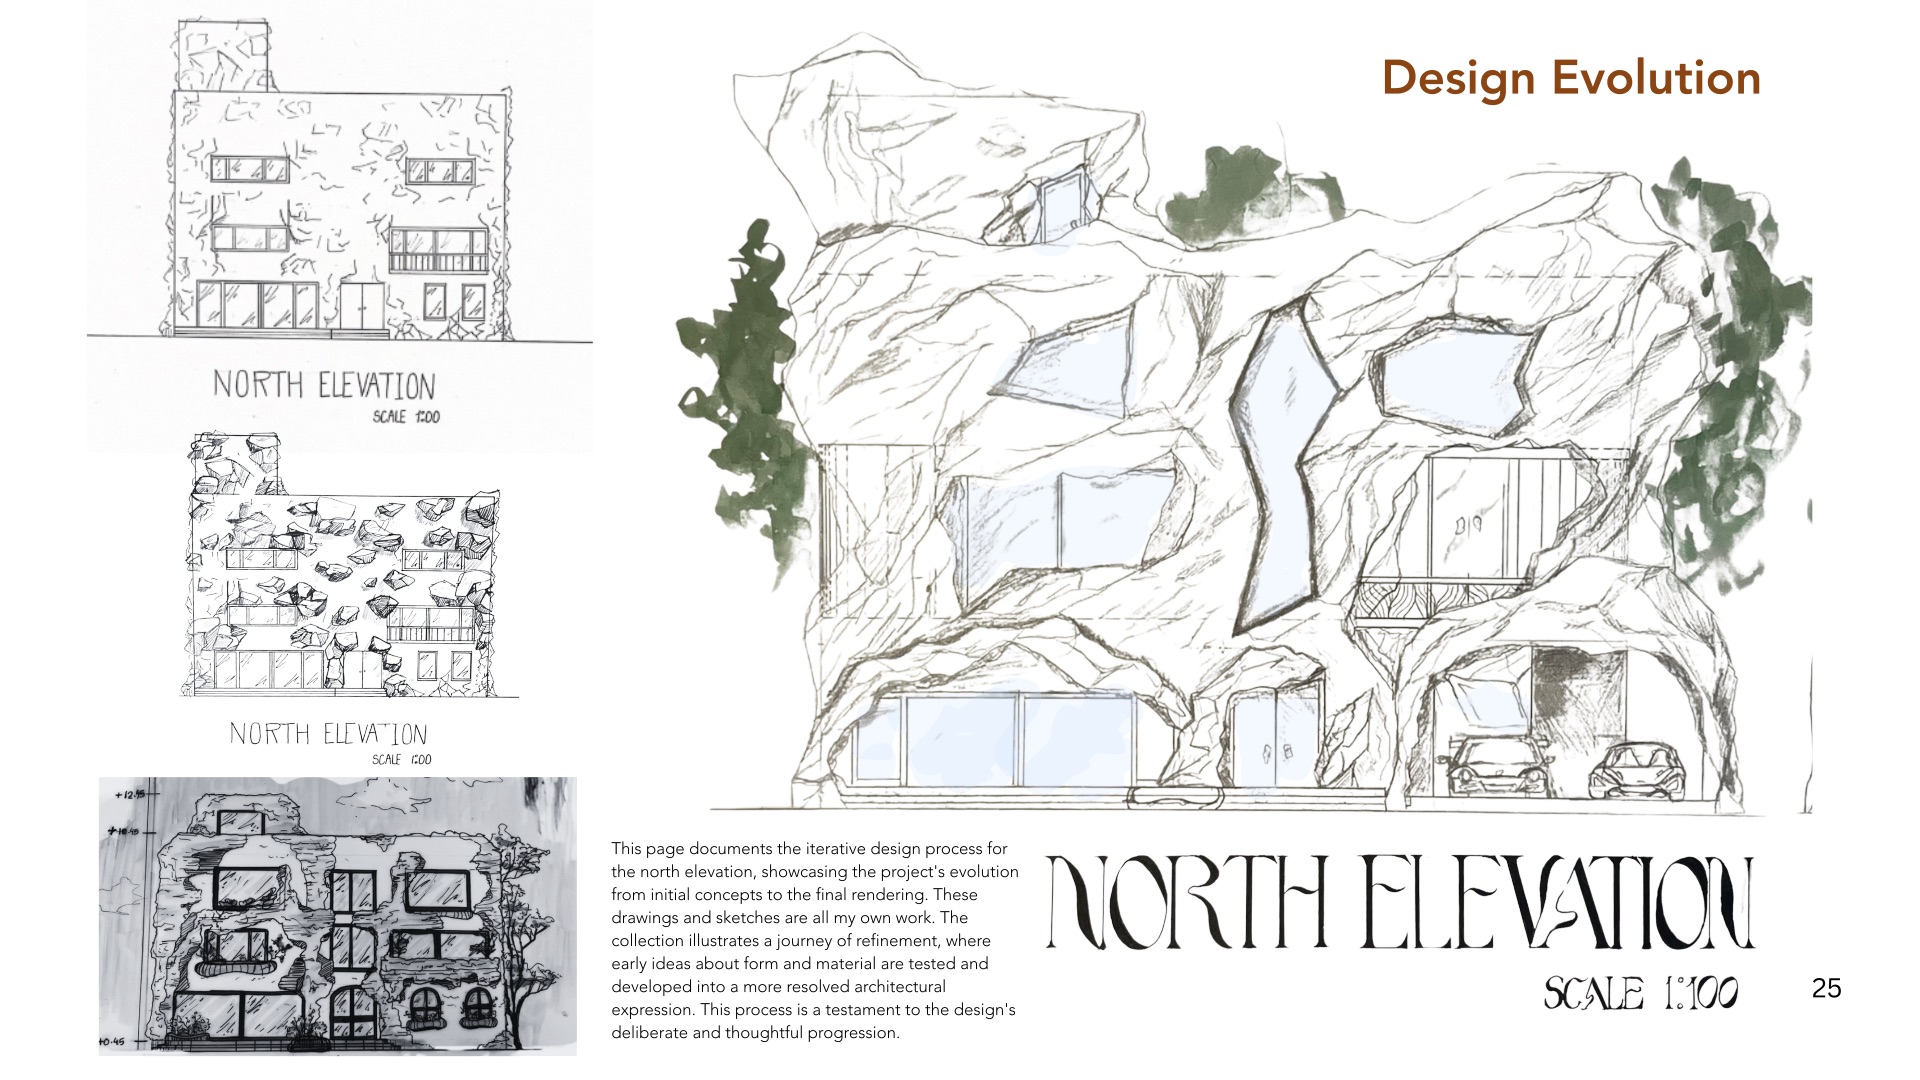 Design Evolution
NORTH ELEVATION
SCALE 1:100
NORTH ELEVATION
SCALE 1:100
+12.45
+10.45
+0.45
This page documents the iterative design process for
the north elevation, showcasing the project's evolution
from initial concepts to the final rendering. These
drawings and sketches are all my own work. The
collection illustrates a journey of refinement, where
early ideas about form and material are tested and
developed into a more resolved architectural
expression. This process is a testament to the design's
deliberate and thoughtful progression.
NORTH ELEVATION
SCALE 1:100
25